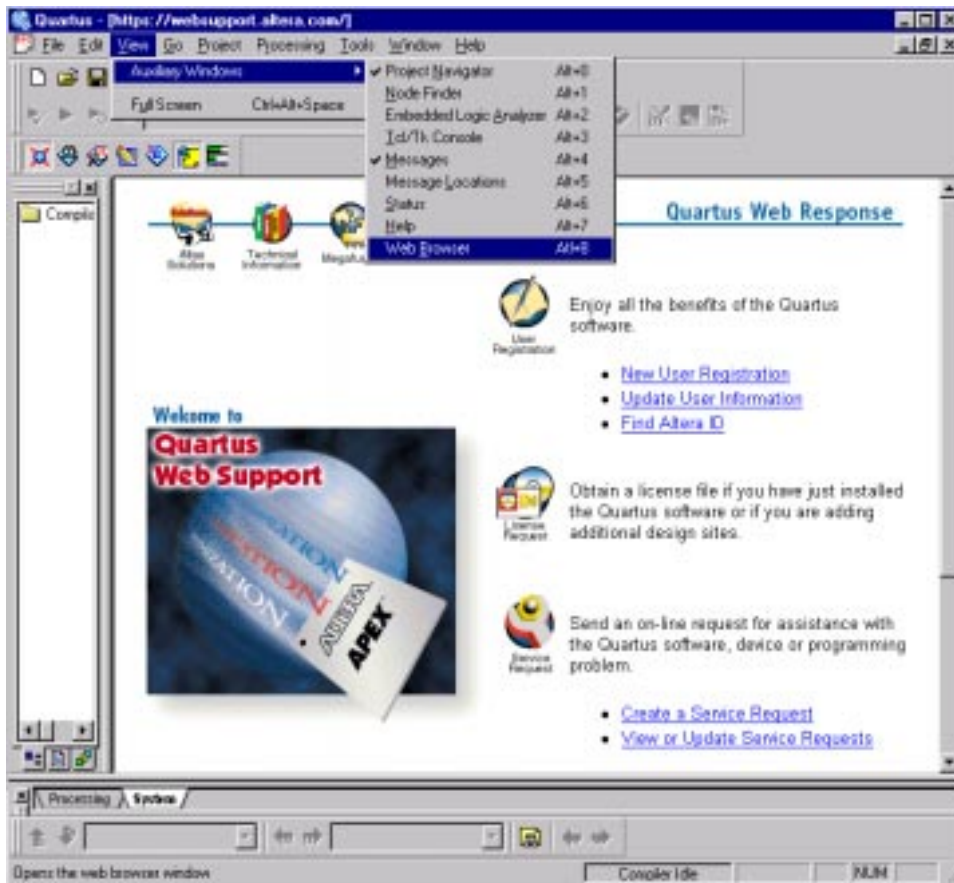 Quartus - [https://websupport.altera.com/]
File Edit View Go Project Processing Tools Window Help
Auxiliary Windows
Full Screen Ctrl+Alt+Space
Project Navigator Alt+0
Node Finder Alt+1
Embedded Logic Analyzer Alt+2
Tcl/Tk Console Alt+3
Messages Alt+4
Message Locations Alt+5
Status Alt+6
Help Alt+7
Web Browser Alt+8
Compile
Quartus Web Response
Atlas
Solutions
Technical
Information
User
Registration
Enjoy all the benefits of the Quartus
software.
New User Registration
Update User Information
Find Altera ID
Welcome to
Quartus
Web Support
ALTERA
APEX
License
Request
Obtain a license file if you have just installed
the Quartus software or if you are adding
additional design sites.
Service
Request
Send an on-line request for assistance with
the Quartus software, device or programming
problem.
Create a Service Request
View or Update Service Requests
Processing System
Opens the web browser window
Compiler Idle
NUM